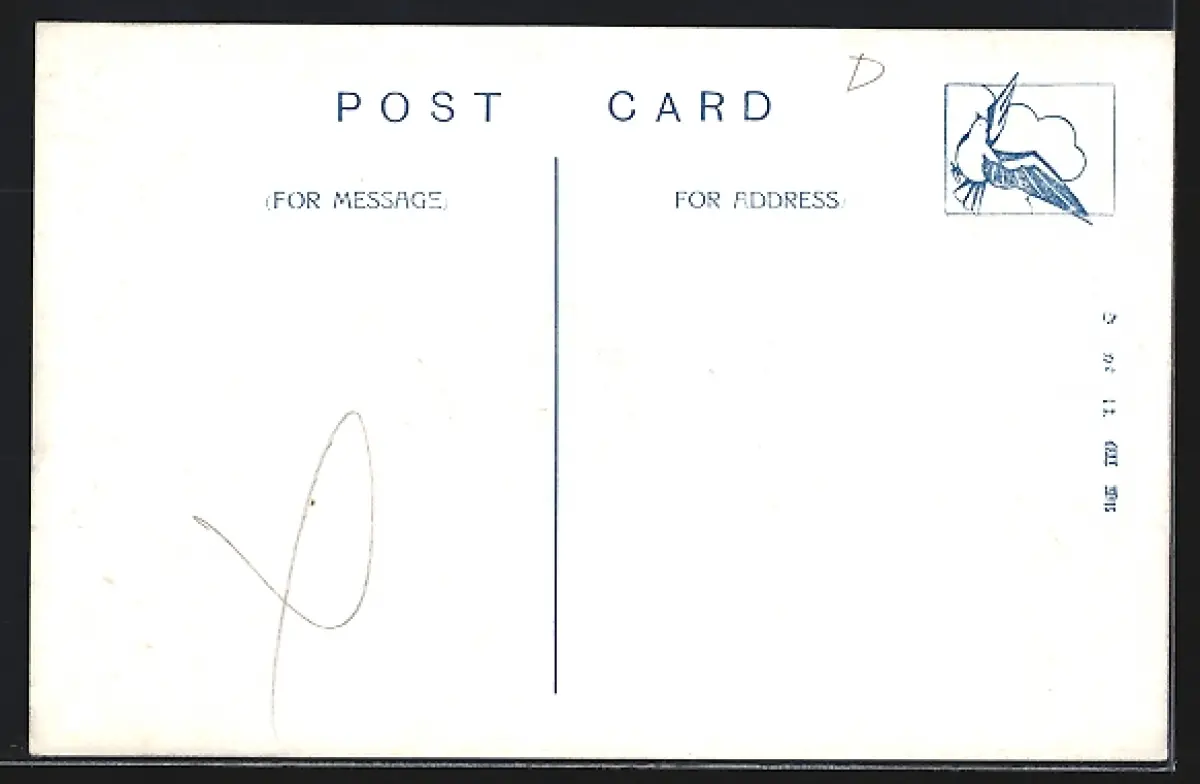 POST CARD
D
(FOR MESSAGE)
FOR ADDRESS)